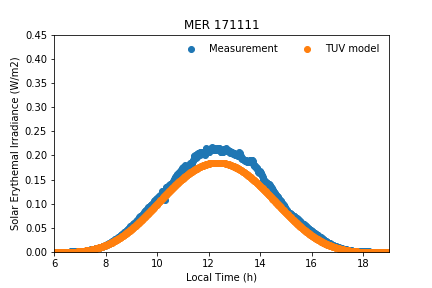 MER 171111
Measurement
TUV model
Solar Erythemal Irradiance (W/m2)
0.45
0.40
0.35
0.30
0.25
0.20
0.15
0.10
0.05
0.00
6 8 10 12 14 16 18
Local Time (h)